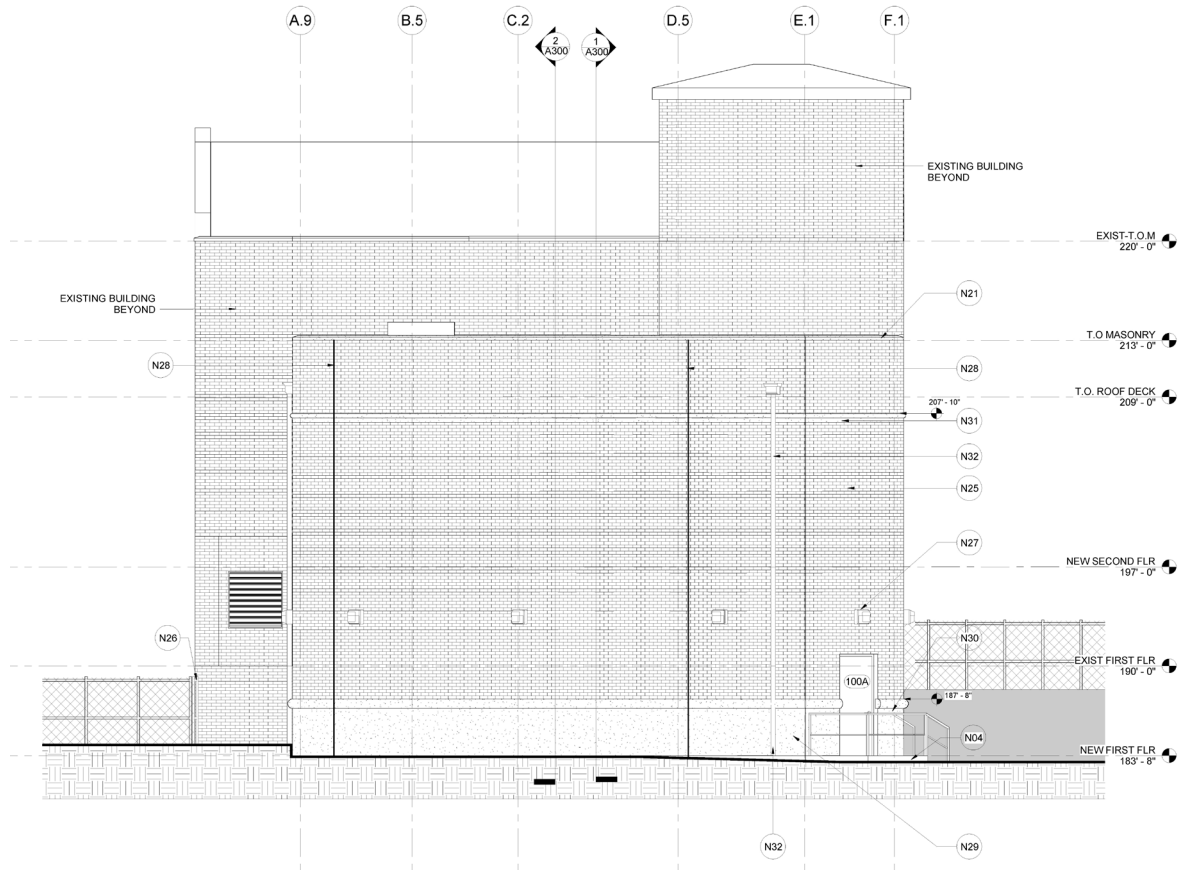 A.9
B.5
C.2
D.5
E.1
F.1
2
A300
1
A300
EXISTING BUILDING
BEYOND
EXIST-T.O.M
220' - 0"
N21
EXISTING BUILDING
BEYOND
T.O MASONRY
213' - 0"
N28
N28
T.O. ROOF DECK
209' - 0"
207' - 10"
N31
N32
N25
N27
NEW SECOND FLR
197' - 0"
N26
N30
EXIST FIRST FLR
190' - 0"
100A
187' - 8"
N04
NEW FIRST FLR
183' - 8"
N32
N29